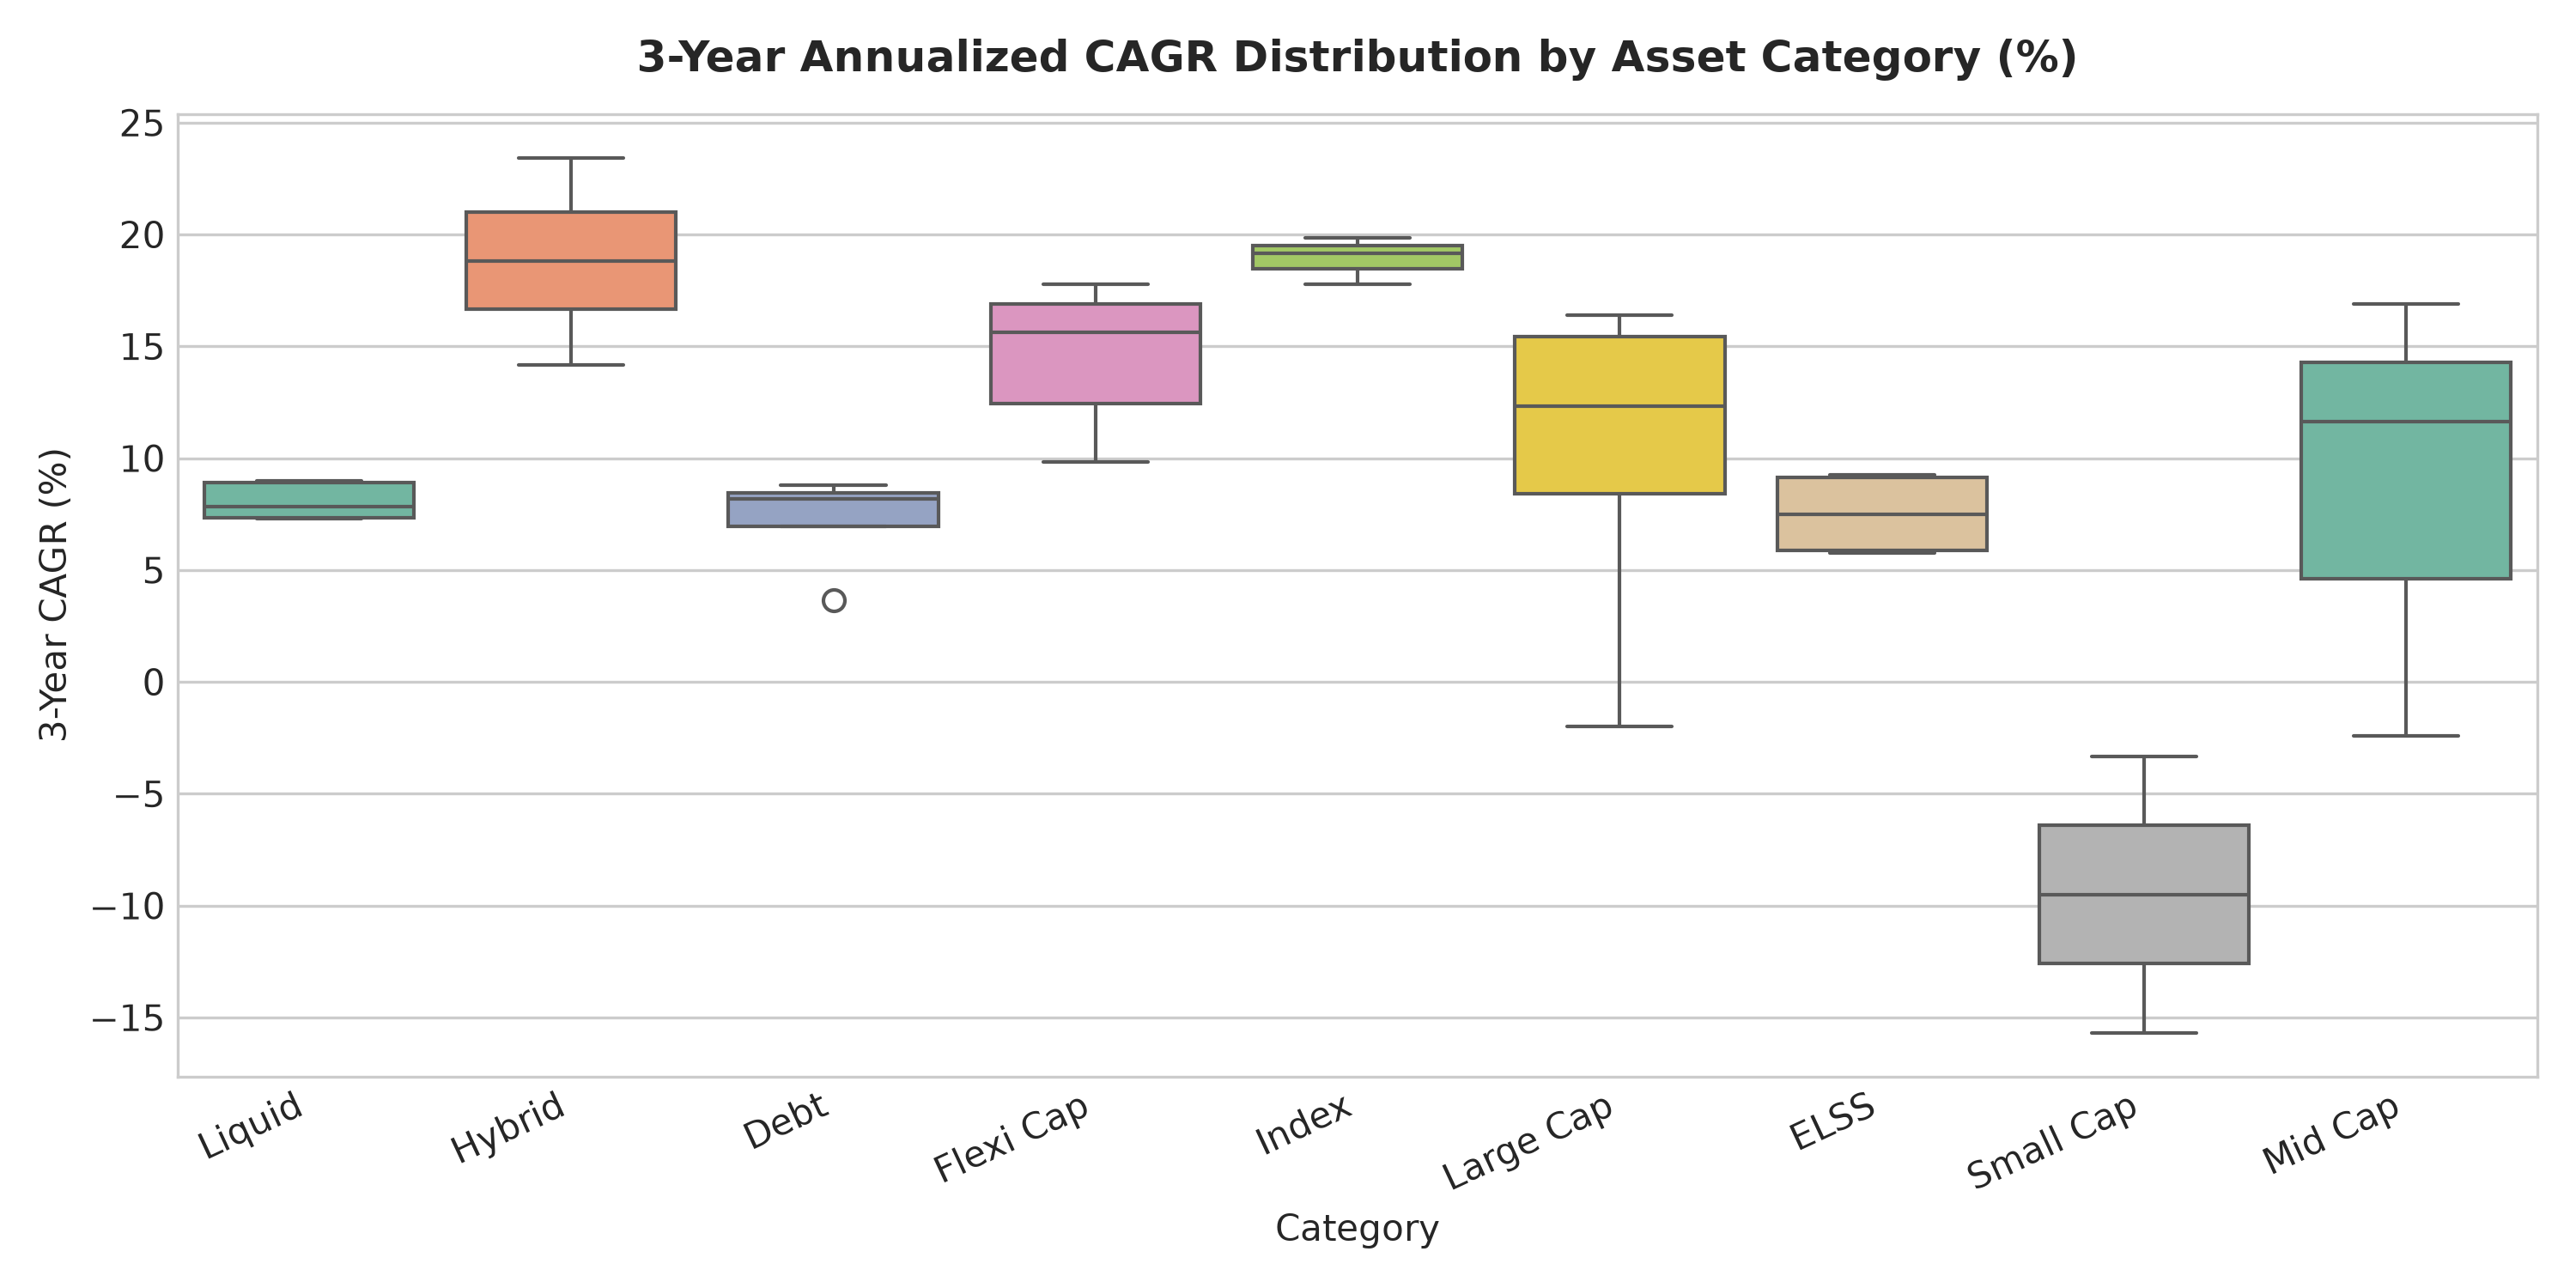 3-Year Annualized CAGR Distribution by Asset Category (%)
3-Year CAGR (%)
25
20
15
10
5
0
−5
−10
−15
Liquid
Hybrid
Debt
Flexi Cap
Index
Large Cap
ELSS
Small Cap
Mid Cap
Category